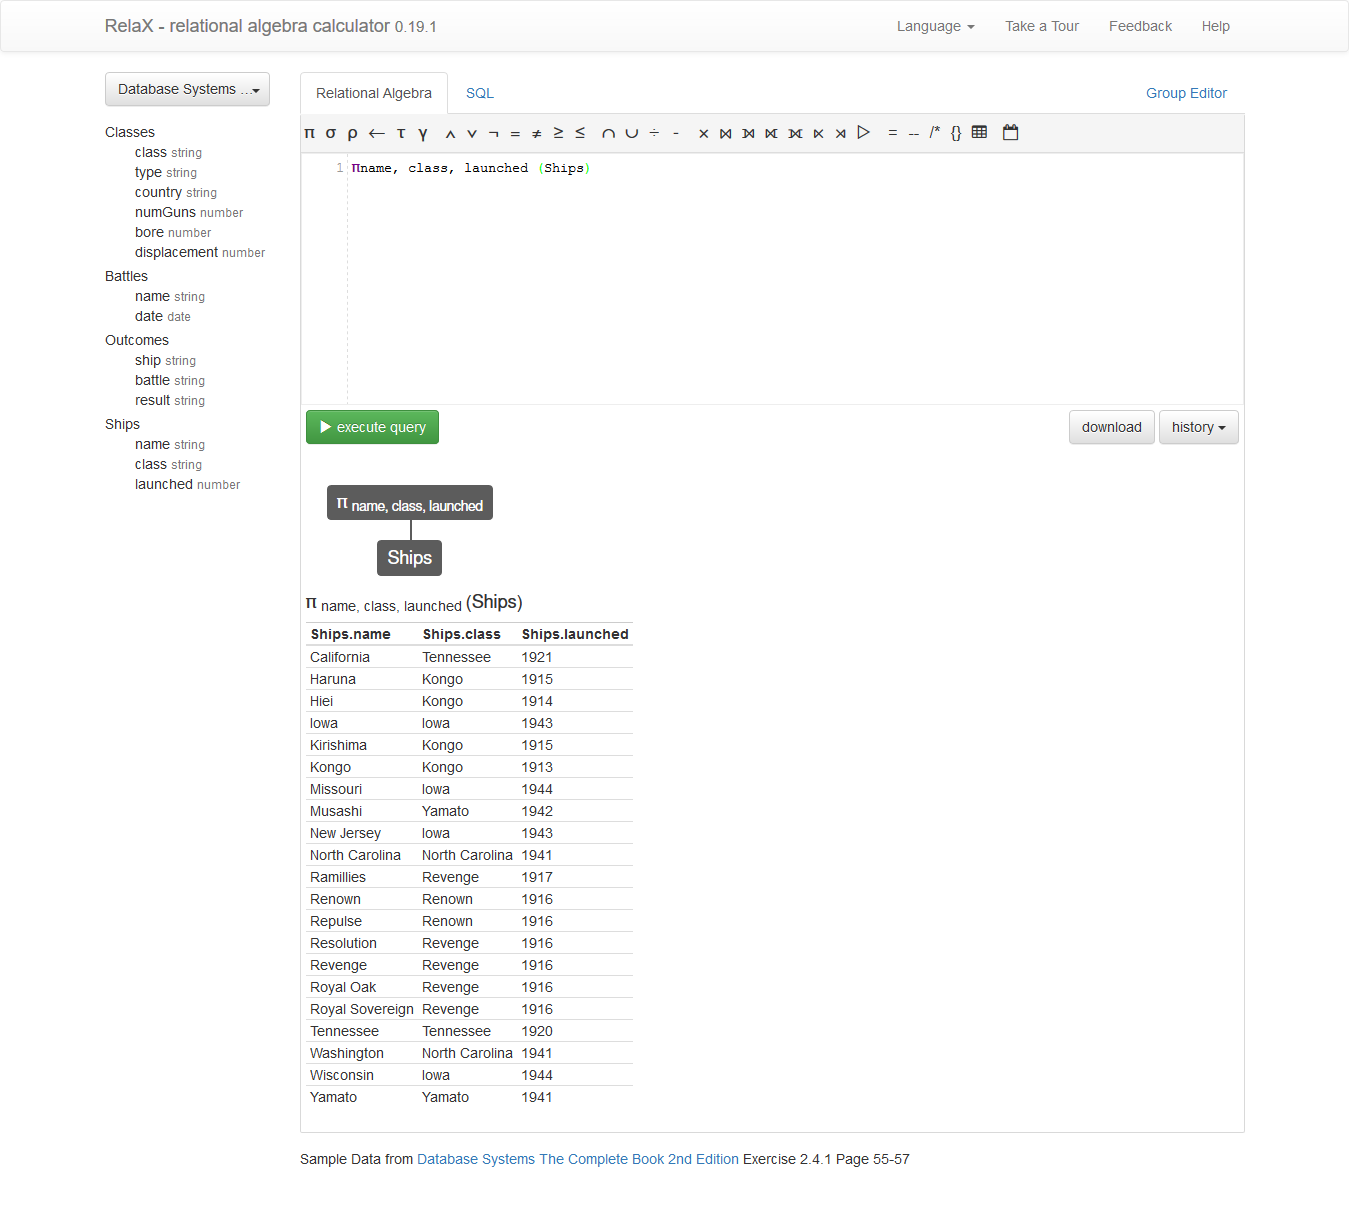 RelaX - relational algebra calculator 0.19.1
Language Take a Tour Feedback Help
Database Systems ...
Classes
class string
type string
country string
numGuns number
bore number
displacement number
Battles
name string
date date
Outcomes
ship string
battle string
result string
Ships
name string
class string
launched number
Relational Algebra SQL Group Editor
π σ ρ ← τ γ ∧ ∨ ¬ = ≠ ≥ ≤ ∩ ∪ ÷ - × ⋈ ⟗ ⟕ ⟖ ⋉ ⋊ ▷ = -- /* {}
1 πname, class, launched (Ships)
execute query download history
π name, class, launched
Ships
π name, class, launched (Ships)
Ships.name Ships.class Ships.launched
California Tennessee 1921
Haruna Kongo 1915
Hiei Kongo 1914
Iowa Iowa 1943
Kirishima Kongo 1915
Kongo Kongo 1913
Missouri Iowa 1944
Musashi Yamato 1942
New Jersey Iowa 1943
North Carolina North Carolina 1941
Ramillies Revenge 1917
Renown Renown 1916
Repulse Renown 1916
Resolution Revenge 1916
Revenge Revenge 1916
Royal Oak Revenge 1916
Royal Sovereign Revenge 1916
Tennessee Tennessee 1920
Washington North Carolina 1941
Wisconsin Iowa 1944
Yamato Yamato 1941
Sample Data from Database Systems The Complete Book 2nd Edition Exercise 2.4.1 Page 55-57